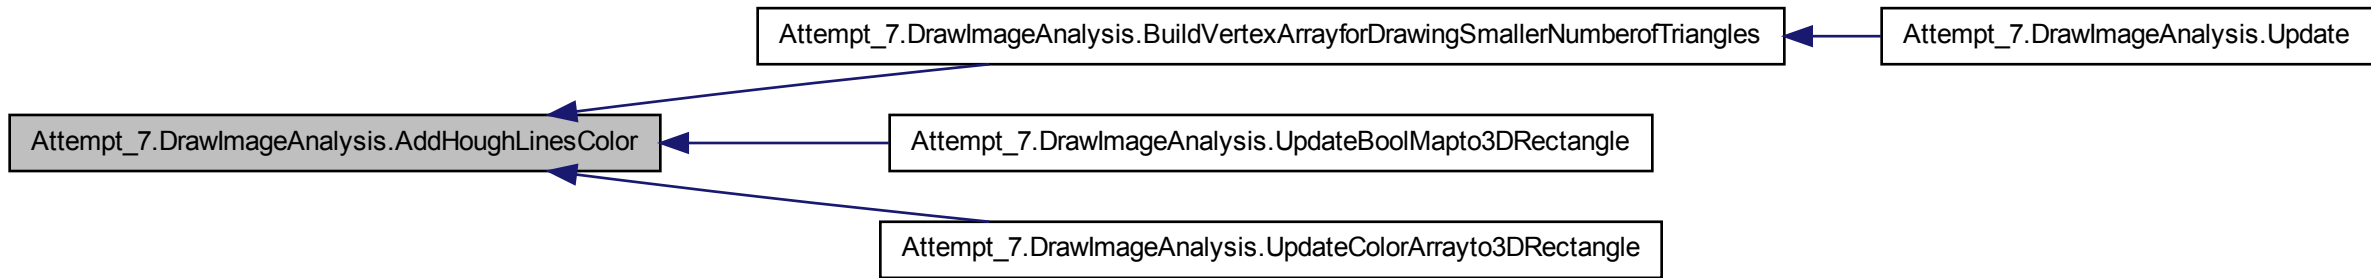 Attempt_7.DrawImageAnalysis.BuildVertexArrayforDrawingSmallerNumberofTriangles
Attempt_7.DrawImageAnalysis.Update
Attempt_7.DrawImageAnalysis.AddHoughLinesColor
Attempt_7.DrawImageAnalysis.UpdateBoolMapto3DRectangle
Attempt_7.DrawImageAnalysis.UpdateColorArrayto3DRectangle